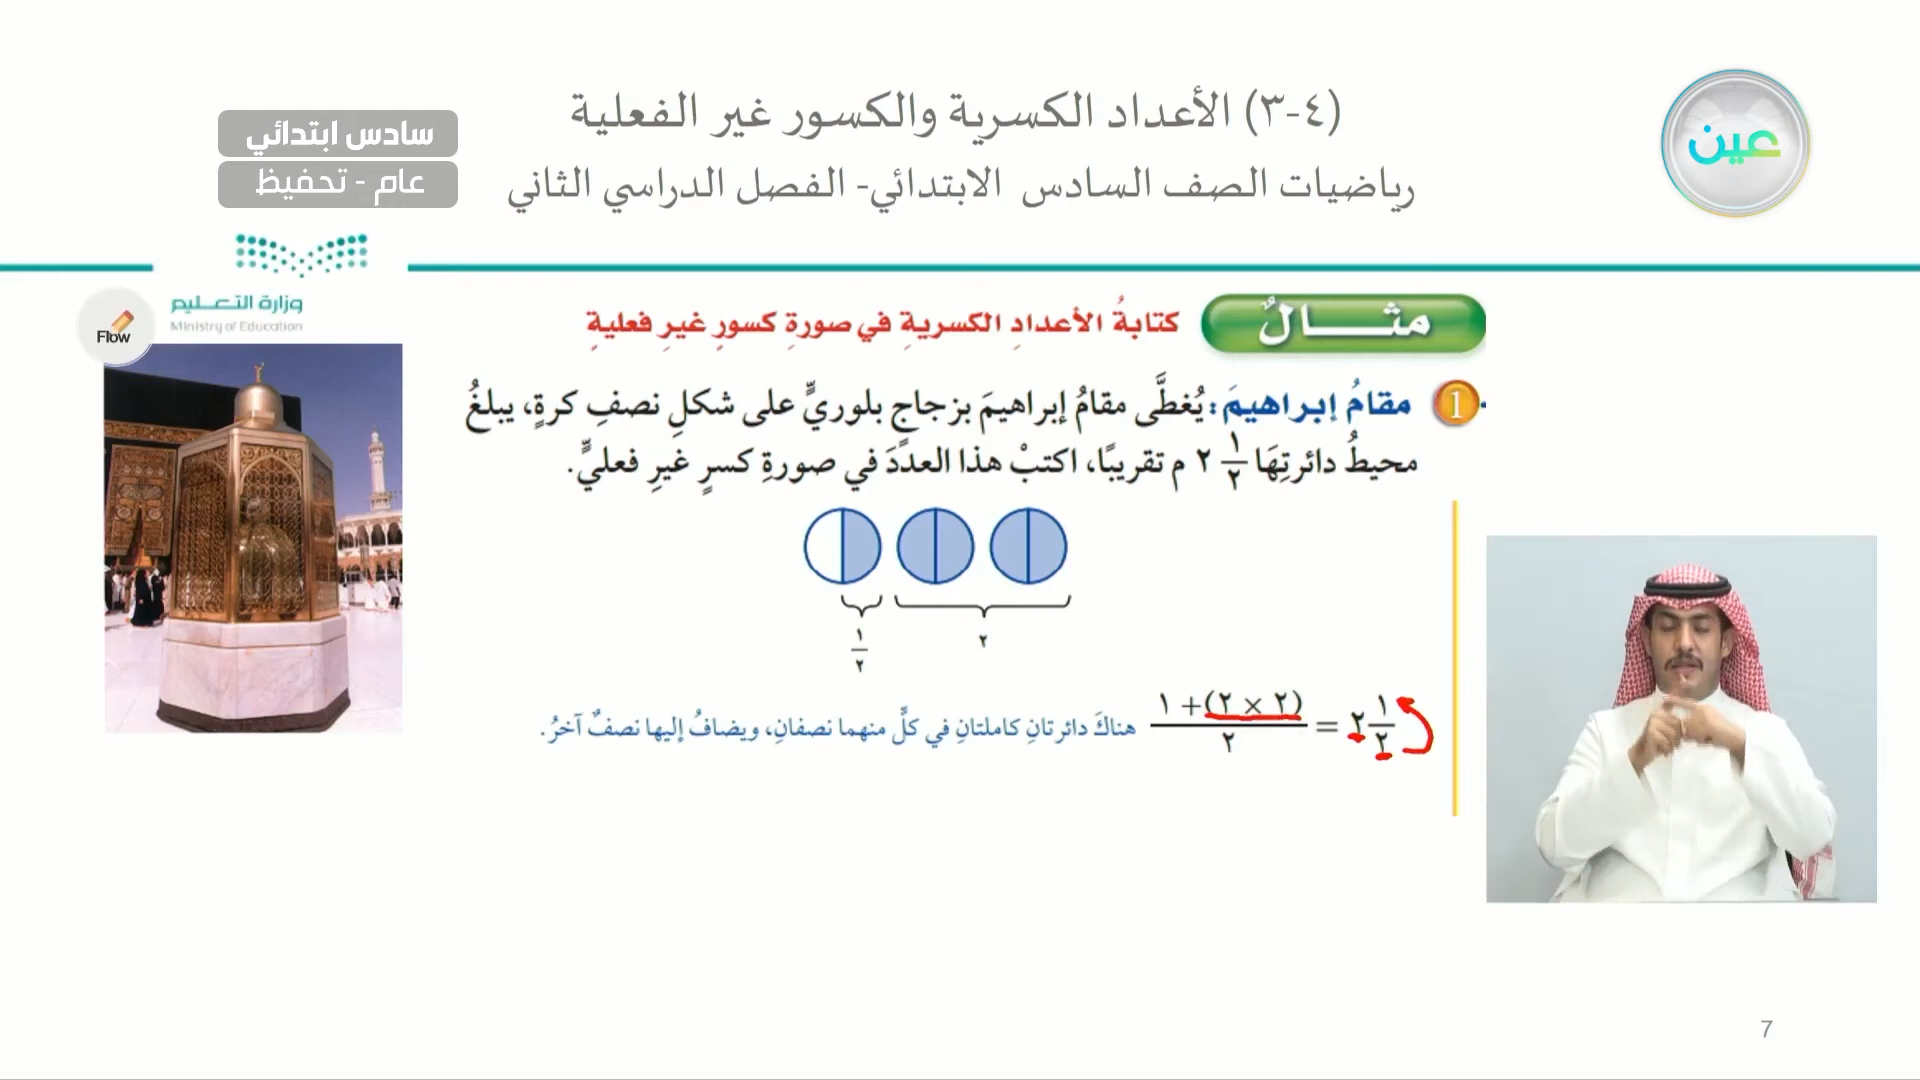 (٤-٣) الأعداد الكسرية والكسور غير الفعلية
رياضيات الصف السادس الابتدائي- الفصل الدراسي الثاني
عين
سادس ابتدائي
عام - تحفيظ
وزارة التعليم
Ministry of Education
Flow
مثال كتابةُ الأعدادِ الكسريةِ في صورةِ كسورٍ غيرِ فعليةٍ
1 مقامُ إبراهيمَ: يُغطَّى مقامُ إبراهيمَ بزجاجٍ بلوريٍّ على شكلِ نصفِ كرةٍ، يبلغُ
محيطُ دائرتِهَا ٢ ١/٢ م تقريبًا، اكتبْ هذا العددَ في صورةِ كسرٍ غيرِ فعليٍّ.
٢
١/٢
٢ ١/٢ = (٢ × ٢)+ ١ / ٢ هناكَ دائرتانِ كاملتانِ في كلٍّ منهما نصفانِ، ويضافُ إليها نصفٌ آخرُ.
7